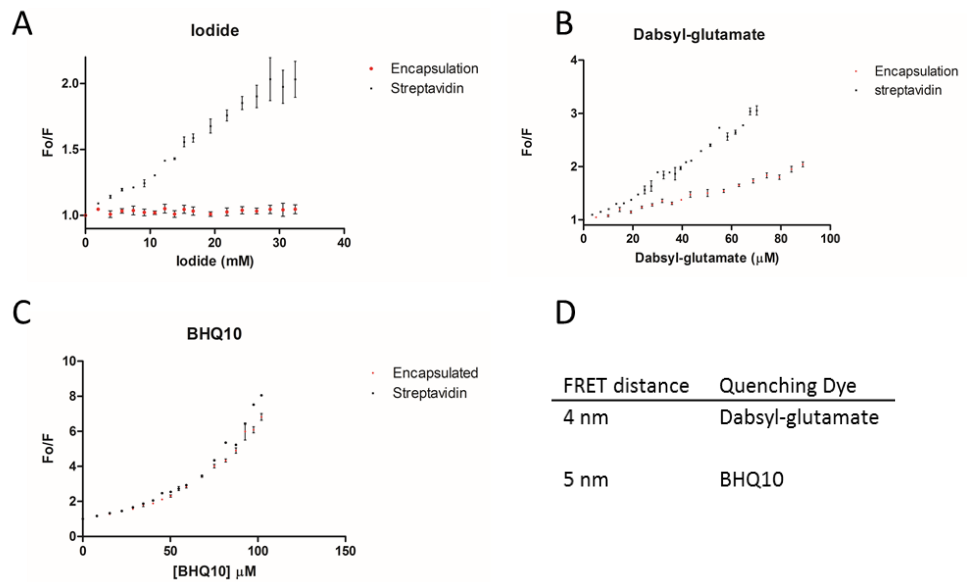 A
Iodide
Encapsulation
Streptavidin
2.0
1.5
1.0
Fo/F
0 10 20 30 40
Iodide (mM)
B
Dabsyl-glutamate
Encapsulation
streptavidin
4
3
2
1
Fo/F
0 20 40 60 80 100
Dabsyl-glutamate (μM)
C
BHQ10
Encapsulated
Streptavidin
10
8
6
4
2
0
Fo/F
0 50 100 150
[BHQ10] μM
D
FRET distance Quenching Dye
4 nm Dabsyl-glutamate
5 nm BHQ10